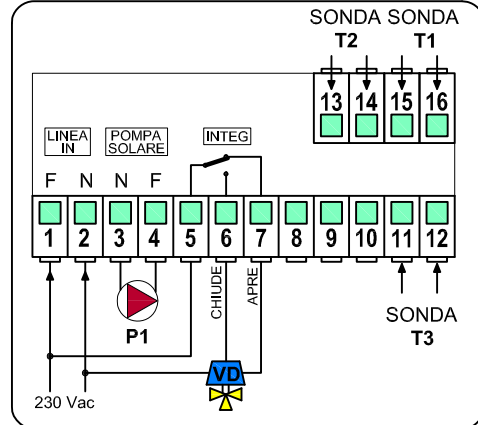 SONDA SONDA
T2 T1
13 14 15 16
LINEA IN
POMPA SOLARE
INTEG
F N N F
1 2 3 4 5 6 7 8 9 10 11 12
CHIUDE
APRE
P1
SONDA
T3
VD
230 Vac